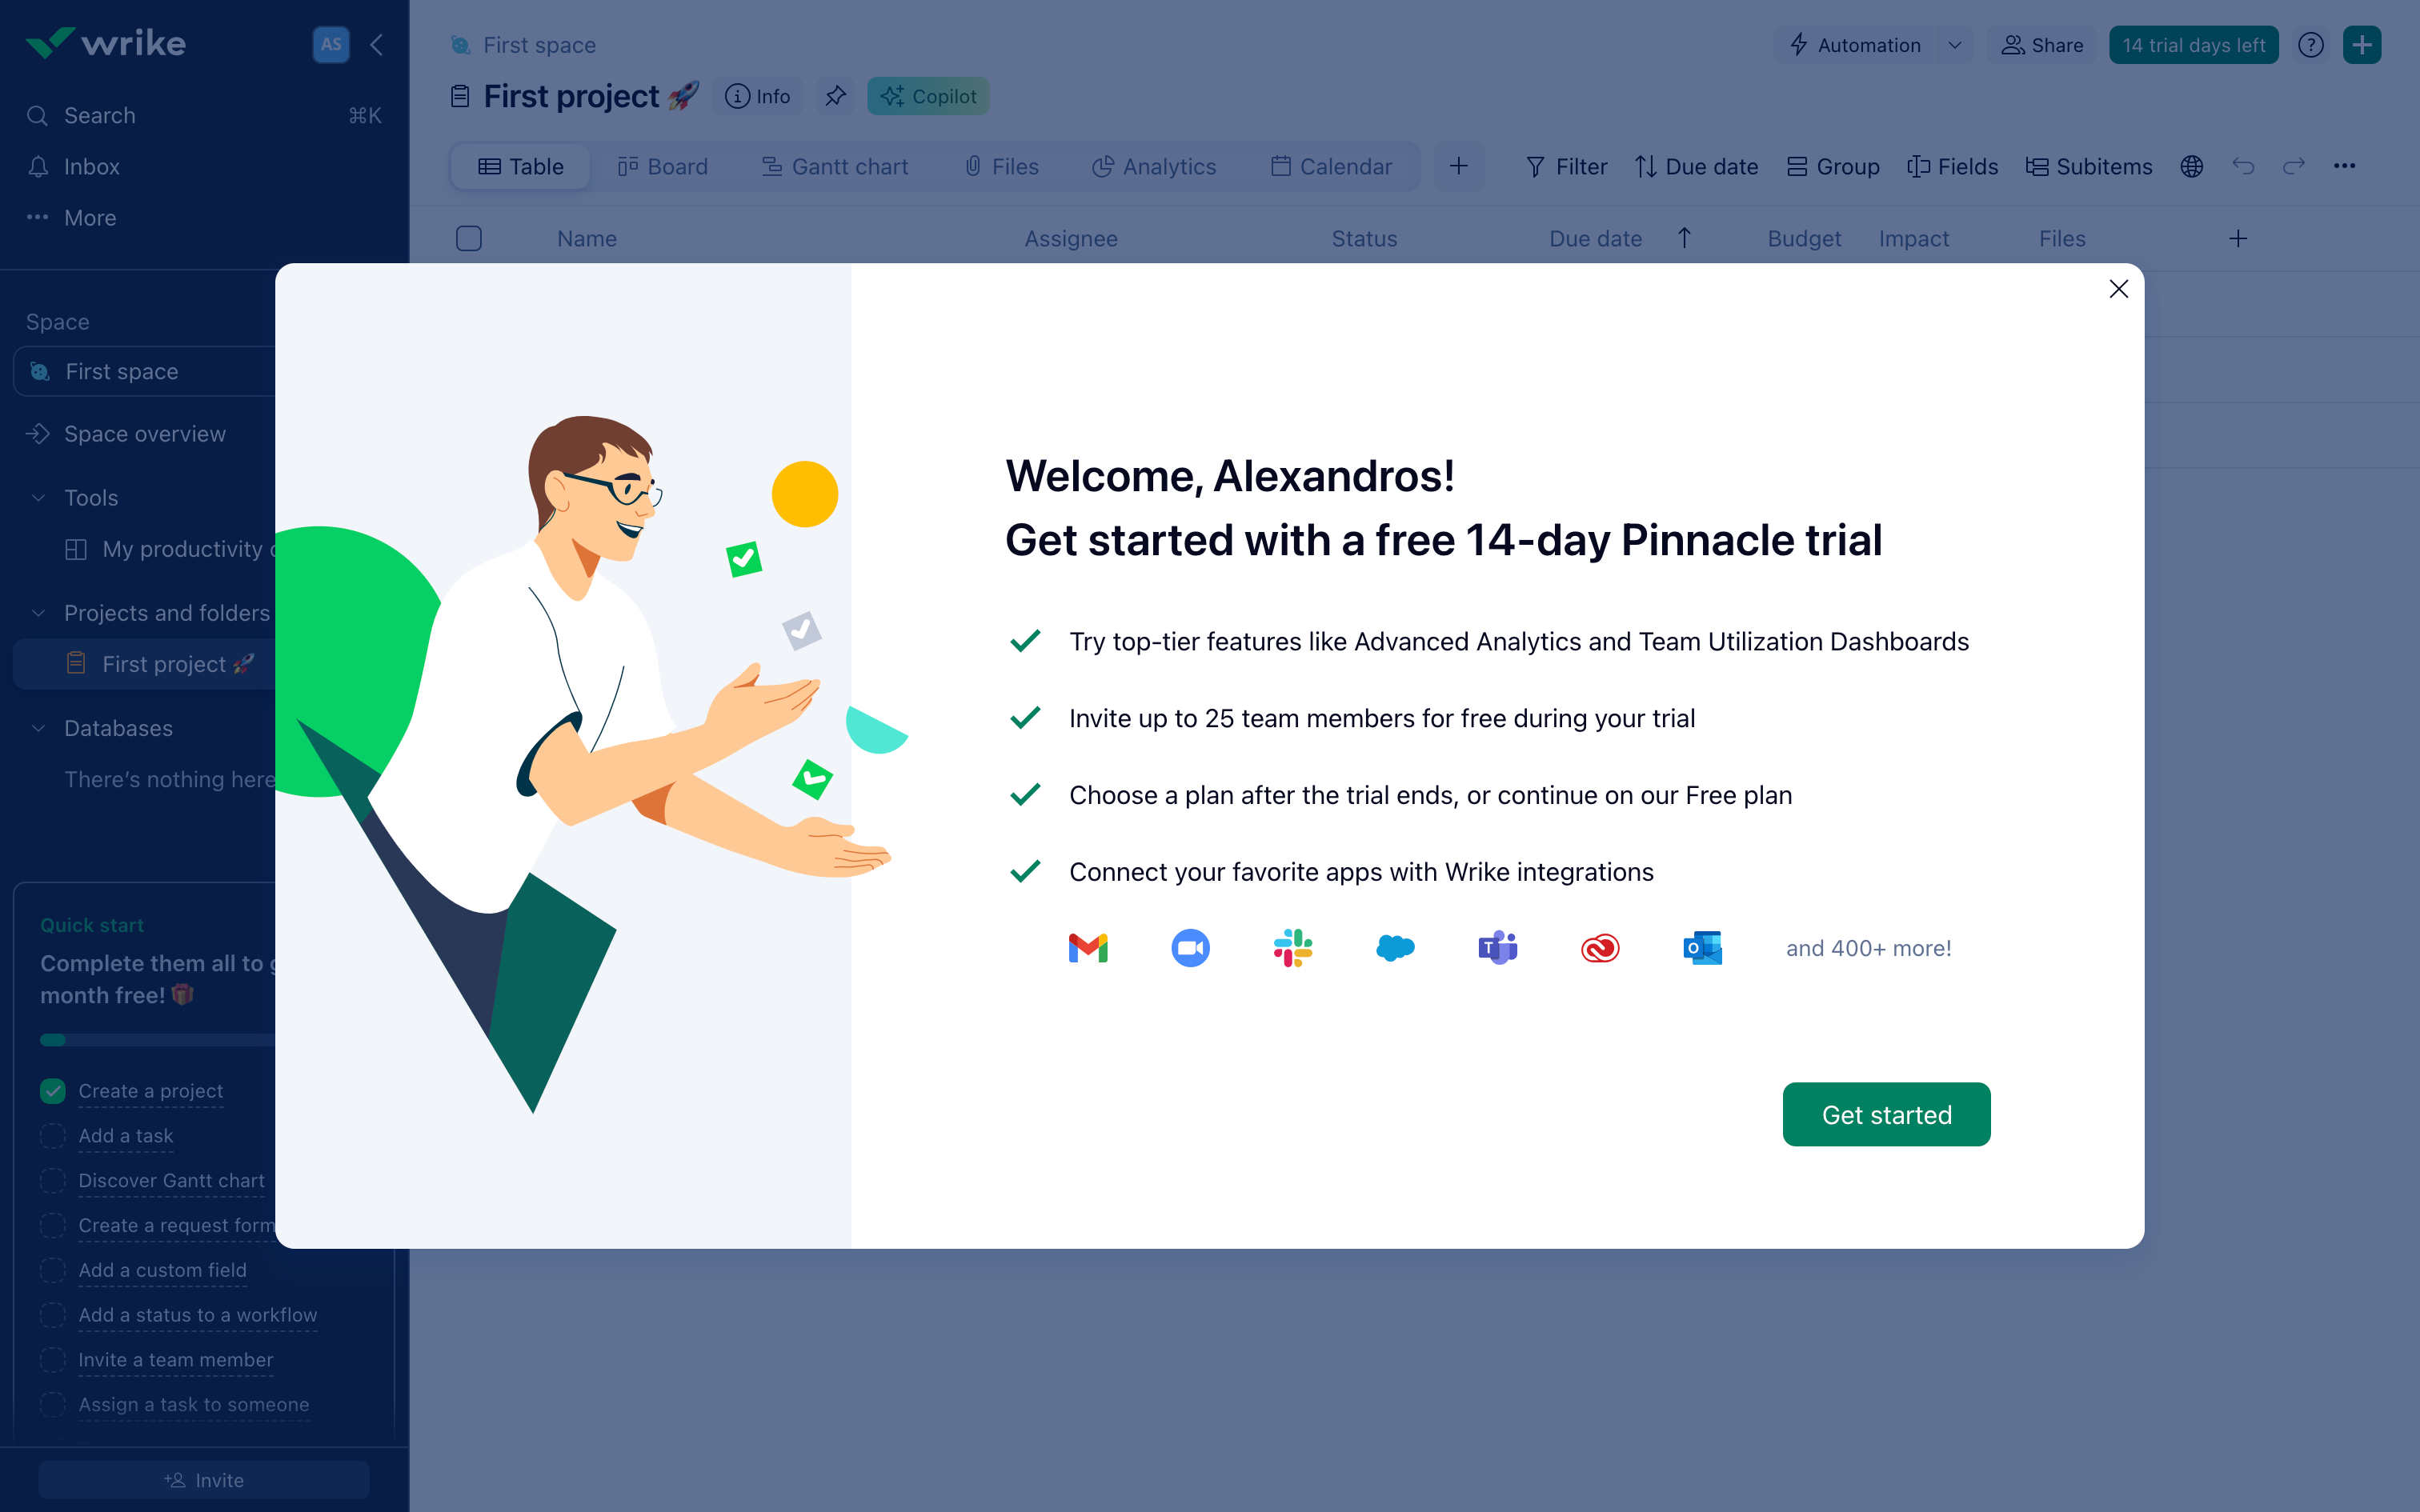 wrike
AS
Search
⌘K
Inbox
More
Space
First space
Space overview
Tools
My productivity
Projects and folders
First project 🚀
Databases
There's nothing here
Quick start
Complete them all to
month free! 🎁
Create a project
Add a task
Discover Gantt chart
Create a request form
Add a custom field
Add a status to a workflow
Invite a team member
Assign a task to someone
Invite
First space
Automation
Share
14 trial days left
?
First project 🚀
Info
Copilot
Table
Board
Gantt chart
Files
Analytics
Calendar
Filter
Due date
Group
Fields
Subitems
Name
Assignee
Status
Due date
Budget
Impact
Files
Welcome, Alexandros!
Get started with a free 14-day Pinnacle trial
Try top-tier features like Advanced Analytics and Team Utilization Dashboards
Invite up to 25 team members for free during your trial
Choose a plan after the trial ends, or continue on our Free plan
Connect your favorite apps with Wrike integrations
and 400+ more!
Get started